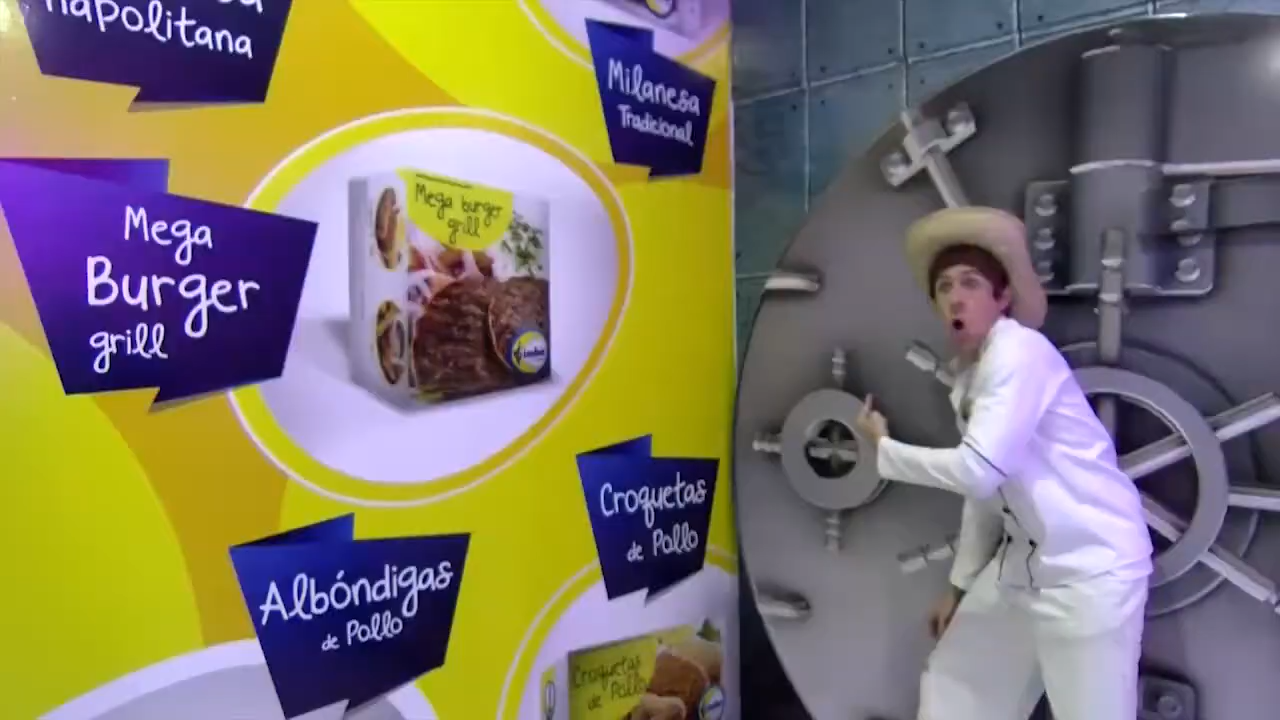 napolitana
Milanesa
Tradicional
Mega
Burger
grill
Mega burger
grill
Croquetas
de Pollo
Albóndigas
de Pollo
Croquetas
de Pollo